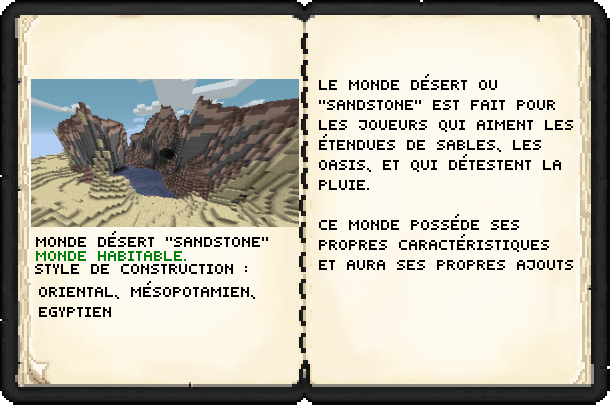 MONDE DÉSERT "SANDSTONE"
MONDE HABITABLE.
STYLE DE CONSTRUCTION :
ORIENTAL, MÉSOPOTAMIEN,
EGYPTIEN
LE MONDE DÉSERT OU
"SANDSTONE" EST FAIT POUR
LES JOUEURS QUI AIMENT LES
ÉTENDUES DE SABLES, LES
OASIS, ET QUI DÉTESTENT LA
PLUIE.
CE MONDE POSSÉDE SES
PROPRES CARACTÉRISTIQUES
ET AURA SES PROPRES AJOUTS